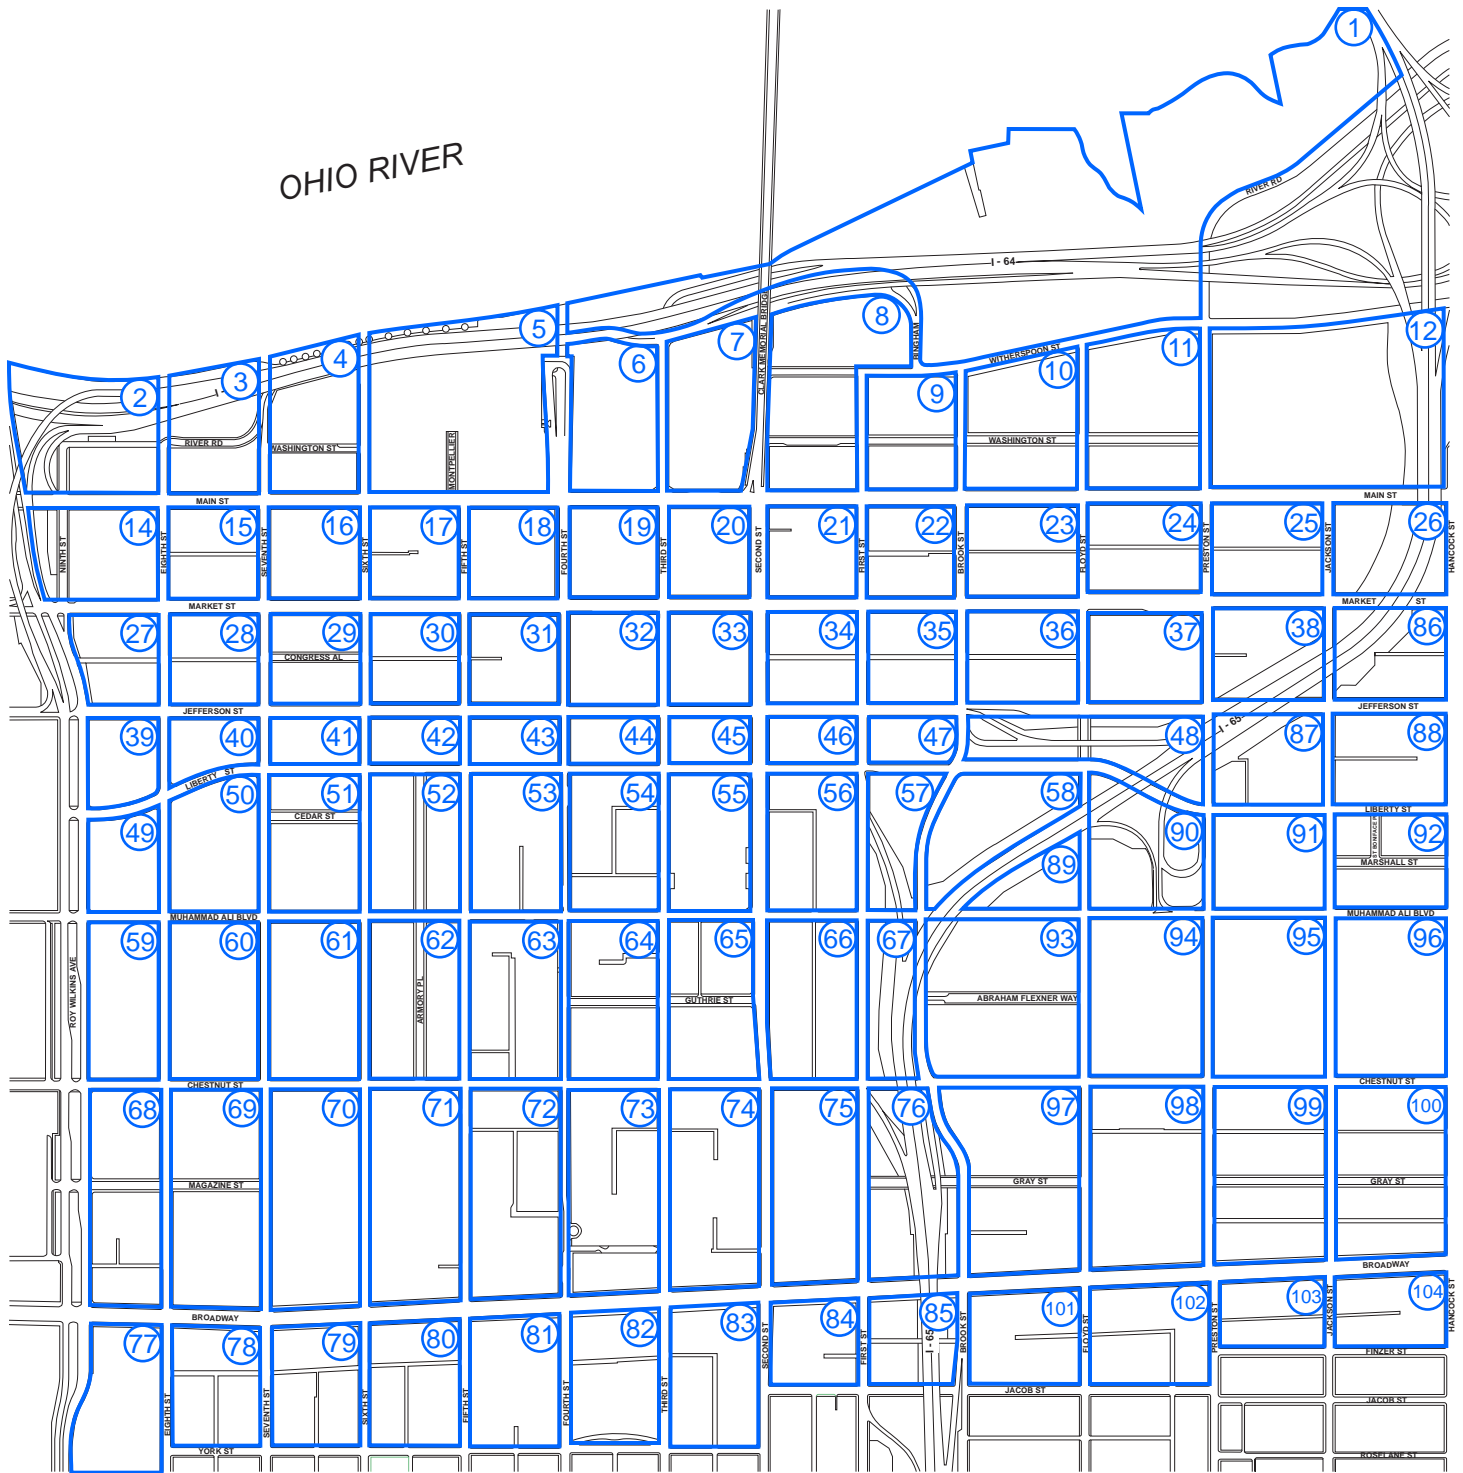 1
OHIO RIVER
RIVER RD
I - 64
CLARK MEMORIAL BRIDGE
BINGHAM
WITHERSPOON ST
2
3
4
5
6
7
8
9
10
11
12
I -
RIVER RD
WASHINGTON ST
MONTPELLIER
WASHINGTON ST
MAIN ST
MAIN ST
14
15
16
17
18
19
20
21
22
23
24
25
26
NINTH ST
EIGHTH ST
SEVENTH ST
SIXTH ST
FIFTH ST
FOURTH ST
THIRD ST
SECOND ST
FIRST ST
BROOK ST
FLOYD ST
PRESTON ST
JACKSON ST
HANCOCK ST
MARKET ST
MARKET ST
27
28
29
30
31
32
33
34
35
36
37
38
86
CONGRESS AL
JEFFERSON ST
JEFFERSON ST
39
40
41
42
43
44
45
46
47
48
I - 65
87
88
LIBERTY ST
LIBERTY ST
49
50
51
52
53
54
55
56
57
58
89
90
91
92
CEDAR ST
ST BONIFACE PL
MARSHALL ST
MUHAMMAD ALI BLVD
MUHAMMAD ALI BLVD
59
60
61
62
63
64
65
66
67
93
94
95
96
ROY WILKINS AVE
ARMORY PL
GUTHRIE ST
ABRAHAM FLEXNER WAY
CHESTNUT ST
CHESTNUT ST
68
69
70
71
72
73
74
75
76
97
98
99
100
MAGAZINE ST
GRAY ST
GRAY ST
BROADWAY
BROADWAY
77
78
79
80
81
82
83
84
85
101
102
103
104
EIGHTH ST
SEVENTH ST
SIXTH ST
FIFTH ST
FOURTH ST
THIRD ST
SECOND ST
FIRST ST
I - 65
BROOK ST
FLOYD ST
PRESTON ST
JACKSON ST
HANCOCK ST
FINZER ST
JACOB ST
JACOB ST
YORK ST
ROSELANE ST